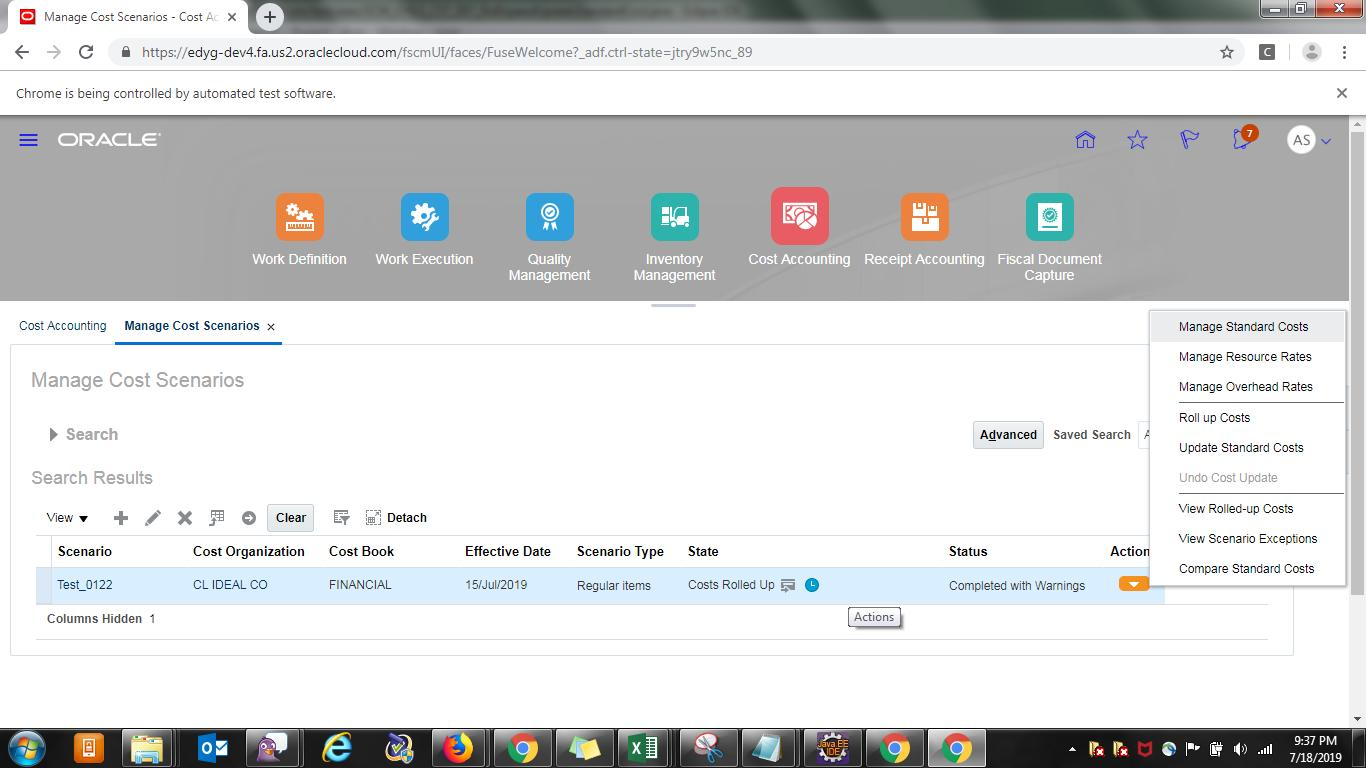 Manage Cost Scenarios - Cost Ac
https://edyg-dev4.fa.us2.oraclecloud.com/fscmUI/faces/FuseWelcome?_adf.ctrl-state=jtry9w5nc_89
C
Chrome is being controlled by automated test software.
ORACLE
7
AS
Work Definition
Work Execution
Quality Management
Inventory Management
Cost Accounting
Receipt Accounting
Fiscal Document Capture
Cost Accounting
Manage Cost Scenarios
Manage Cost Scenarios
Search
Advanced Saved Search A
Search Results
View Clear Detach
Scenario Cost Organization Cost Book Effective Date Scenario Type State Status Action
Test_0122 CL IDEAL CO FINANCIAL 15/Jul/2019 Regular items Costs Rolled Up Completed with Warnings
Columns Hidden 1
Actions
Manage Standard Costs
Manage Resource Rates
Manage Overhead Rates
Roll up Costs
Update Standard Costs
Undo Cost Update
View Rolled-up Costs
View Scenario Exceptions
Compare Standard Costs
Java EE
IDE
9:37 PM
7/18/2019